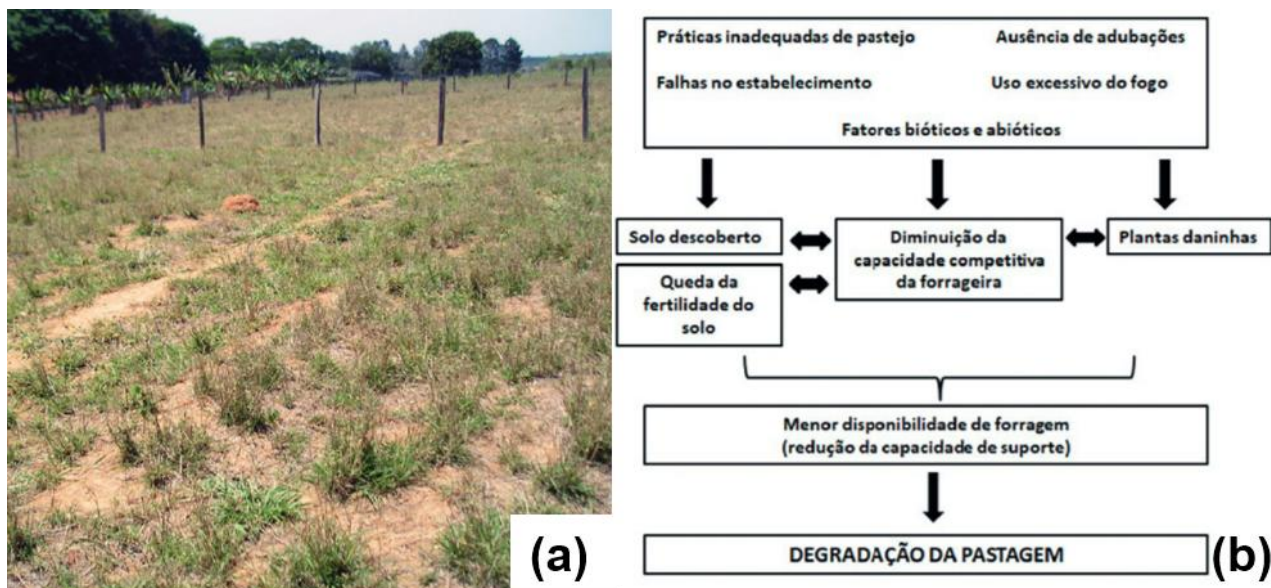 Práticas inadequadas de pastejo
Ausência de adubações
Falhas no estabelecimento
Uso excessivo do fogo
Fatores bióticos e abióticos
Solo descoberto
Diminuição da
capacidade competitiva
da forrageira
Plantas daninhas
Queda da
fertilidade do
solo
Menor disponibilidade de forragem
(redução da capacidade de suporte)
DEGRADAÇÃO DA PASTAGEM
(a)
(b)